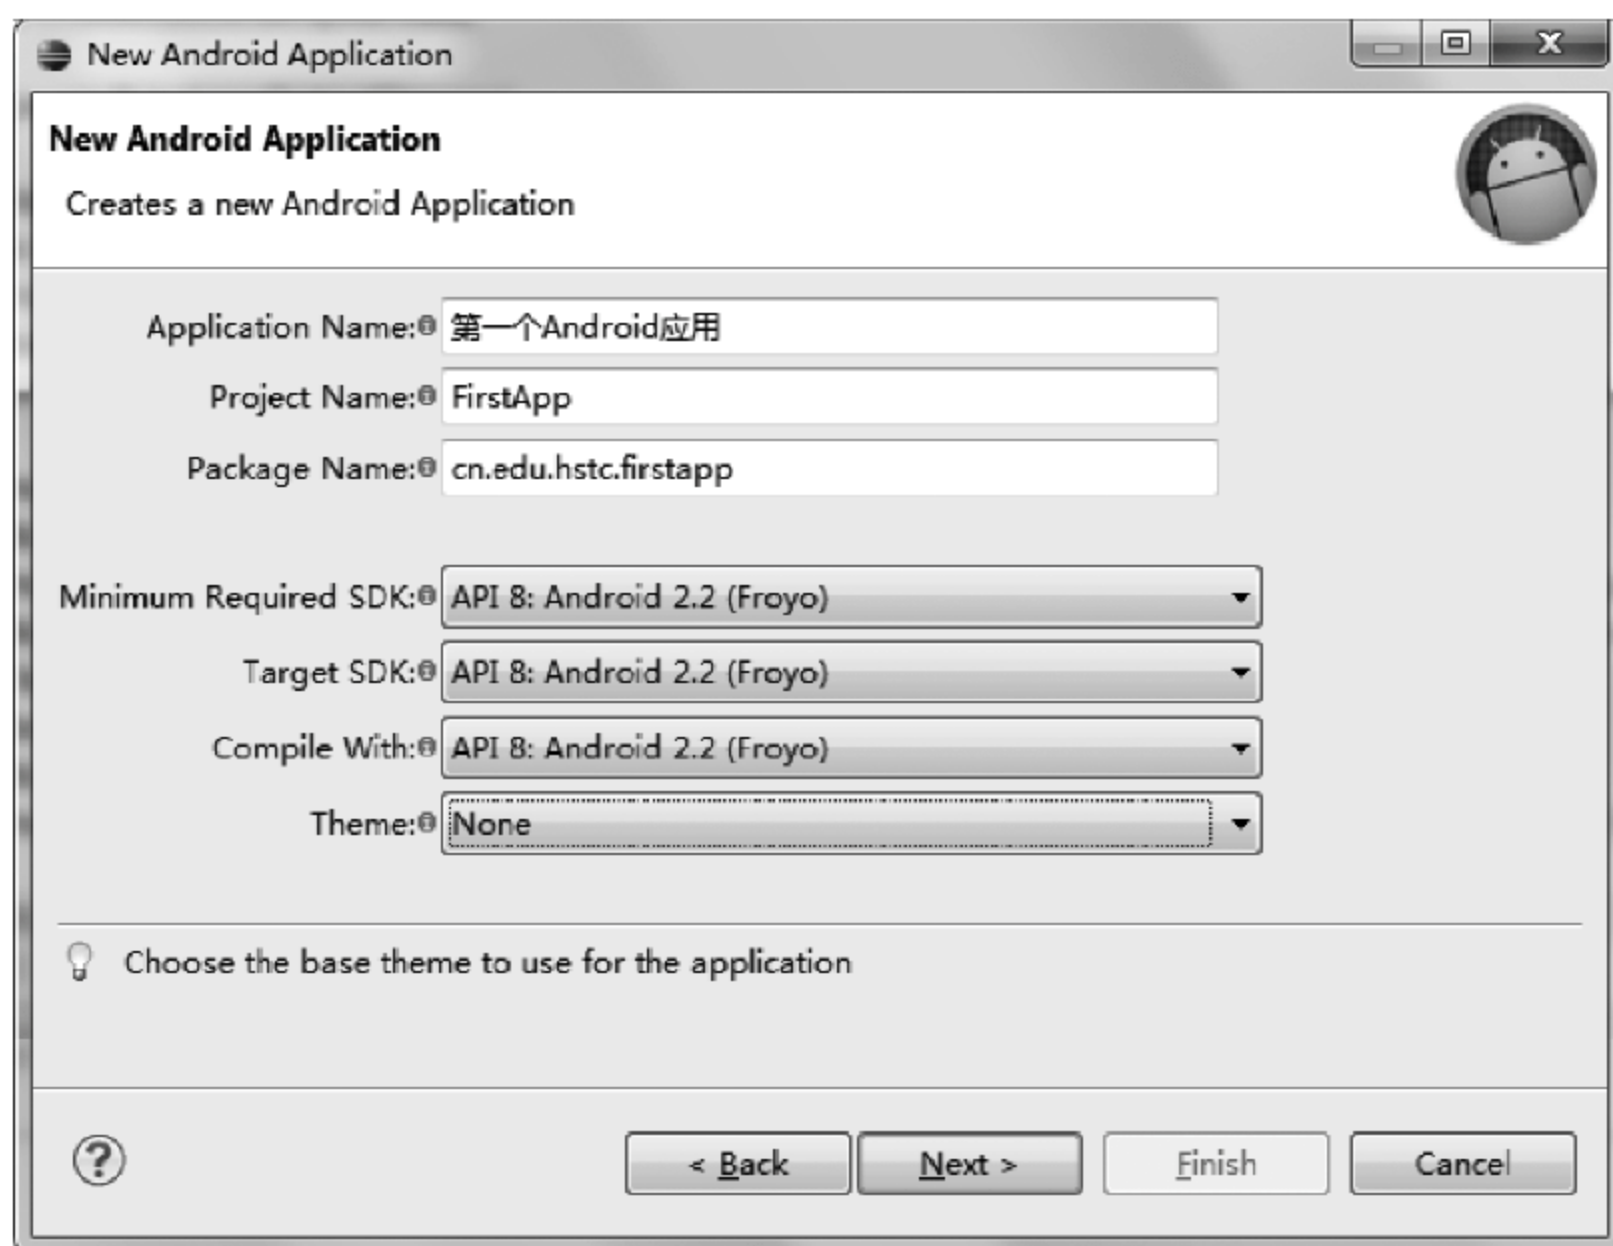 New Android Application
New Android Application
Creates a new Android Application
Application Name: 第一个Android应用
Project Name: FirstApp
Package Name: cn.edu.hstc.firstapp
Minimum Required SDK: API 8: Android 2.2 (Froyo)
Target SDK: API 8: Android 2.2 (Froyo)
Compile With: API 8: Android 2.2 (Froyo)
Theme: None
Choose the base theme to use for the application
? < Back Next > Finish Cancel